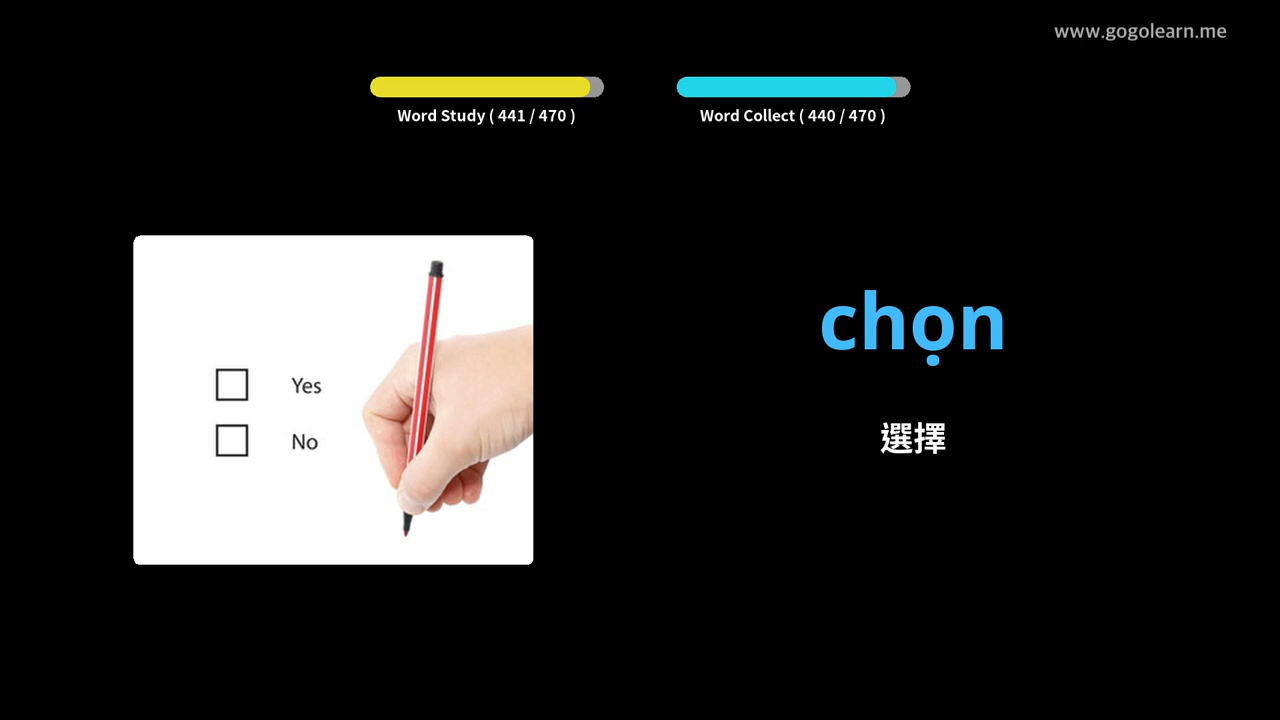 www.gogolearn.me
Word Study ( 441 / 470 )
Word Collect ( 440 / 470 )
Yes
No
chọn
選擇